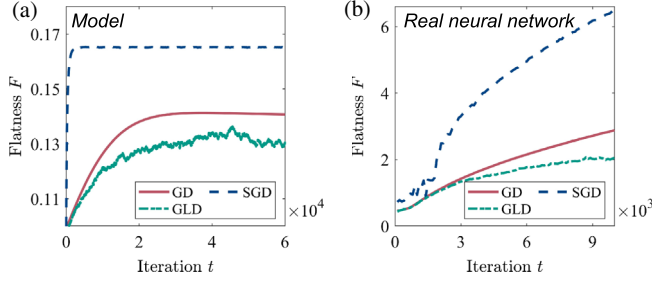 (a) Model
0.17
0.15
0.13
0.11
Flatness F
GD
SGD
GLD
0 2 4 6
×10⁴
Iteration t
(b) Real neural network
6
4
2
0
Flatness F
GD
SGD
GLD
3 6 9
×10³
Iteration t